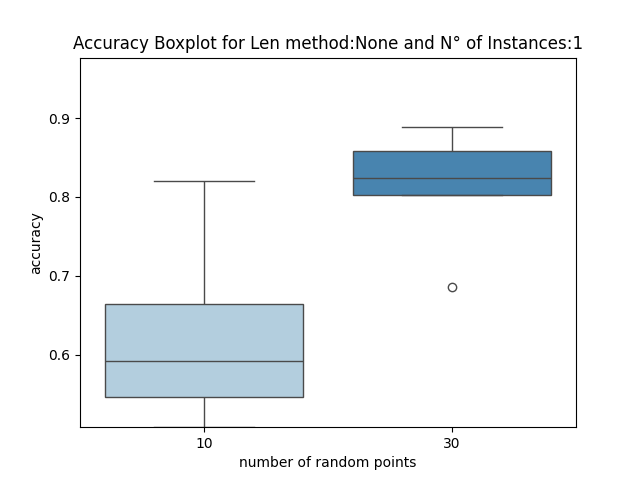 Accuracy Boxplot for Len method:None and N° of Instances:1
0.9
0.8
0.7
0.6
accuracy
10
30
number of random points